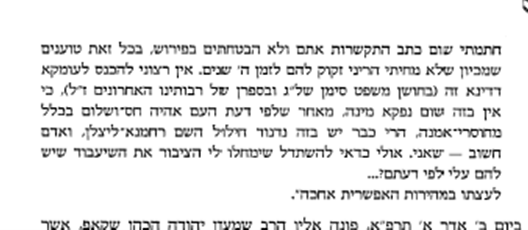 חתמתי שום כתב התקשרות אתם ולא הבטחתים בפירוש, בכל זאת טוענים
שמכיון שלא מחיתי הריני זקוק להם לזמן ה׳ שנים. אין רצוני להכנס לעומקא
דדינא זה (בחושן משפט סימן של״ג ובספרן של רבותינו האחרונים ז״ל), כי
אין בזה שום נפקא מינה, מאחר שלפי דעת העם אהיה חס־ושלום בכלל
מחוסרי־אמנה, הרי כבר יש בזה נדנוד חילול השם רחמנא־ליצלן, ואדם
חשוב — שאני. אולי כדאי להשתדל שימחלו לי הציבור את השיעבוד שיש
להם עלי לפי דעתם?...
לעצתו במהירות האפשרית אחכה״.
ביום ב׳ אדר א׳ תרפ״א, פונה אליו הרב שמעון יהודה הכהן שקאפ, אשר